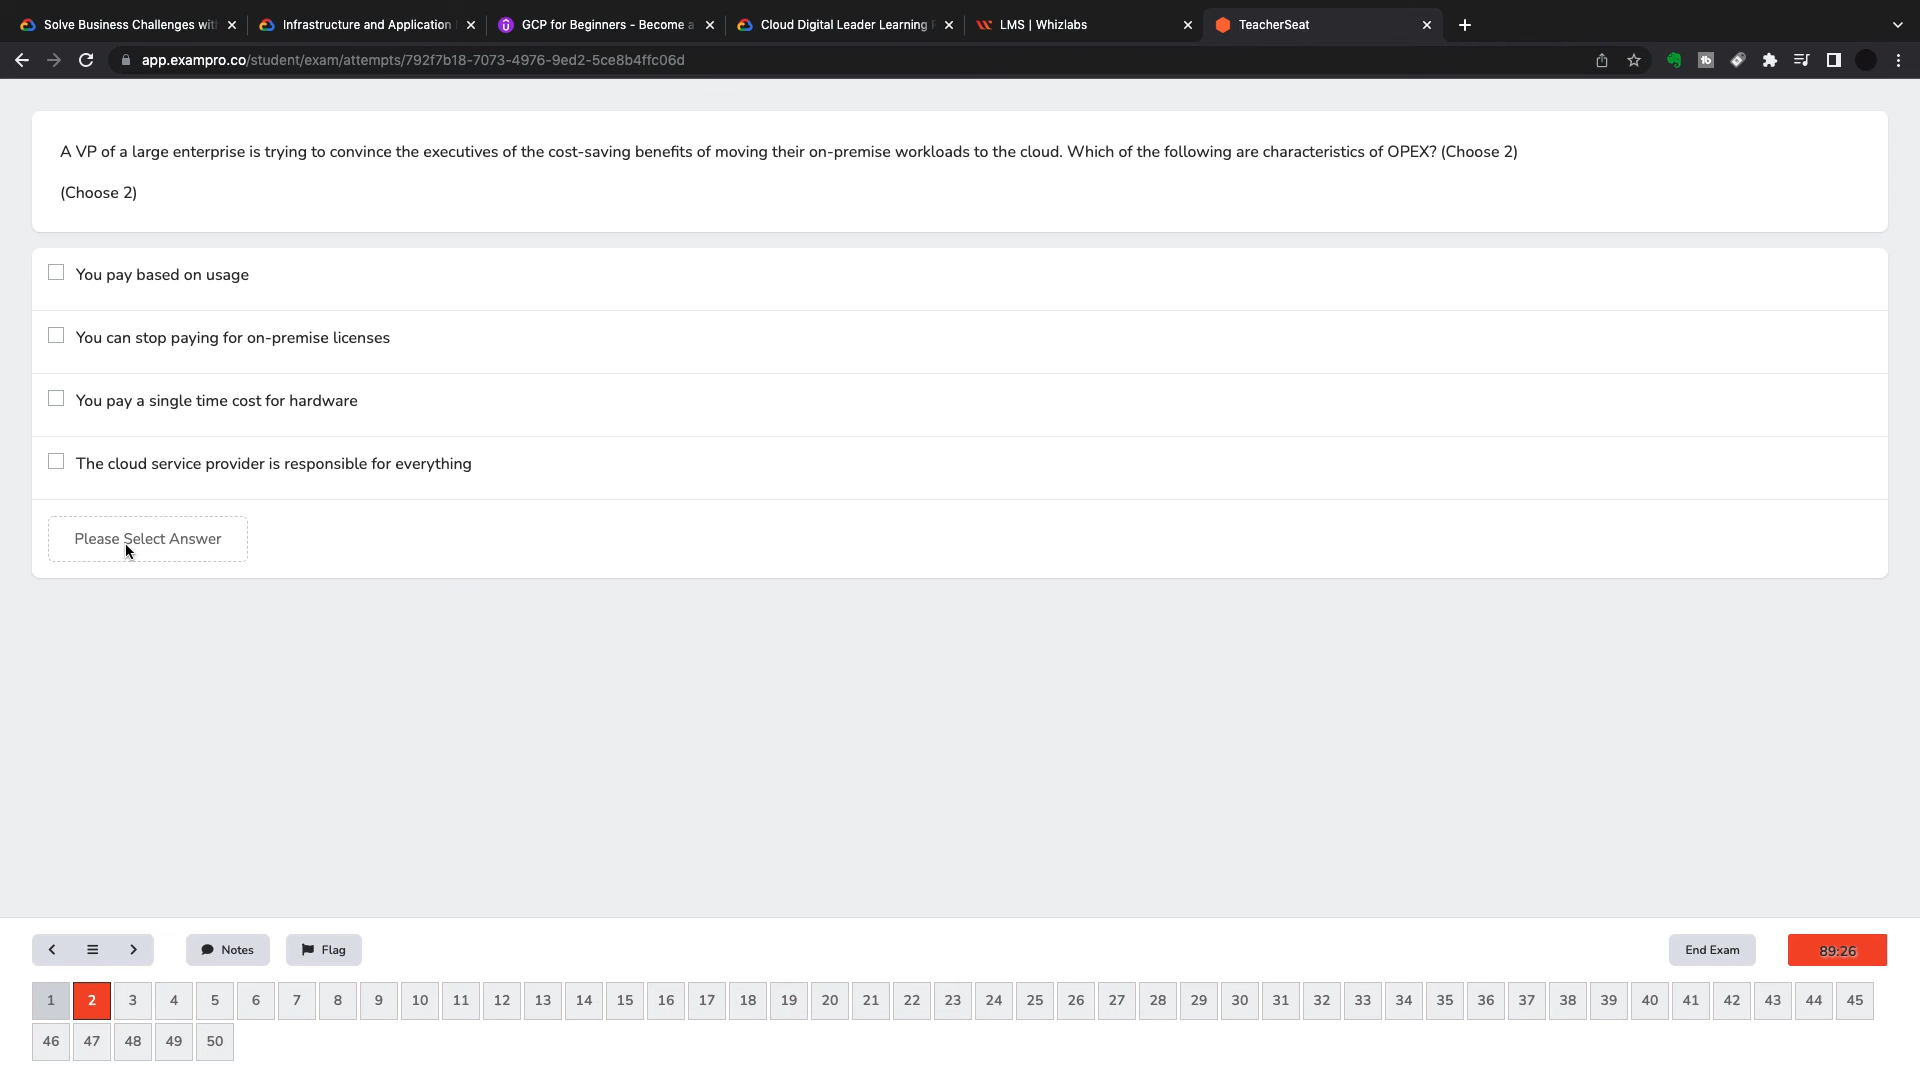 Solve Business Challenges with
Infrastructure and Application
GCP for Beginners - Become a
Cloud Digital Leader Learning P
LMS | Whizlabs
TeacherSeat
app.exampro.co/student/exam/attempts/792f7b18-7073-4976-9ed2-5ce8b4ffc06d
A VP of a large enterprise is trying to convince the executives of the cost-saving benefits of moving their on-premise workloads to the cloud. Which of the following are characteristics of OPEX? (Choose 2)
(Choose 2)
You pay based on usage
You can stop paying for on-premise licenses
You pay a single time cost for hardware
The cloud service provider is responsible for everything
Please Select Answer
Notes
Flag
End Exam
89:26
1 2 3 4 5 6 7 8 9 10 11 12 13 14 15 16 17 18 19 20 21 22 23 24 25 26 27 28 29 30 31 32 33 34 35 36 37 38 39 40 41 42 43 44 45
46 47 48 49 50